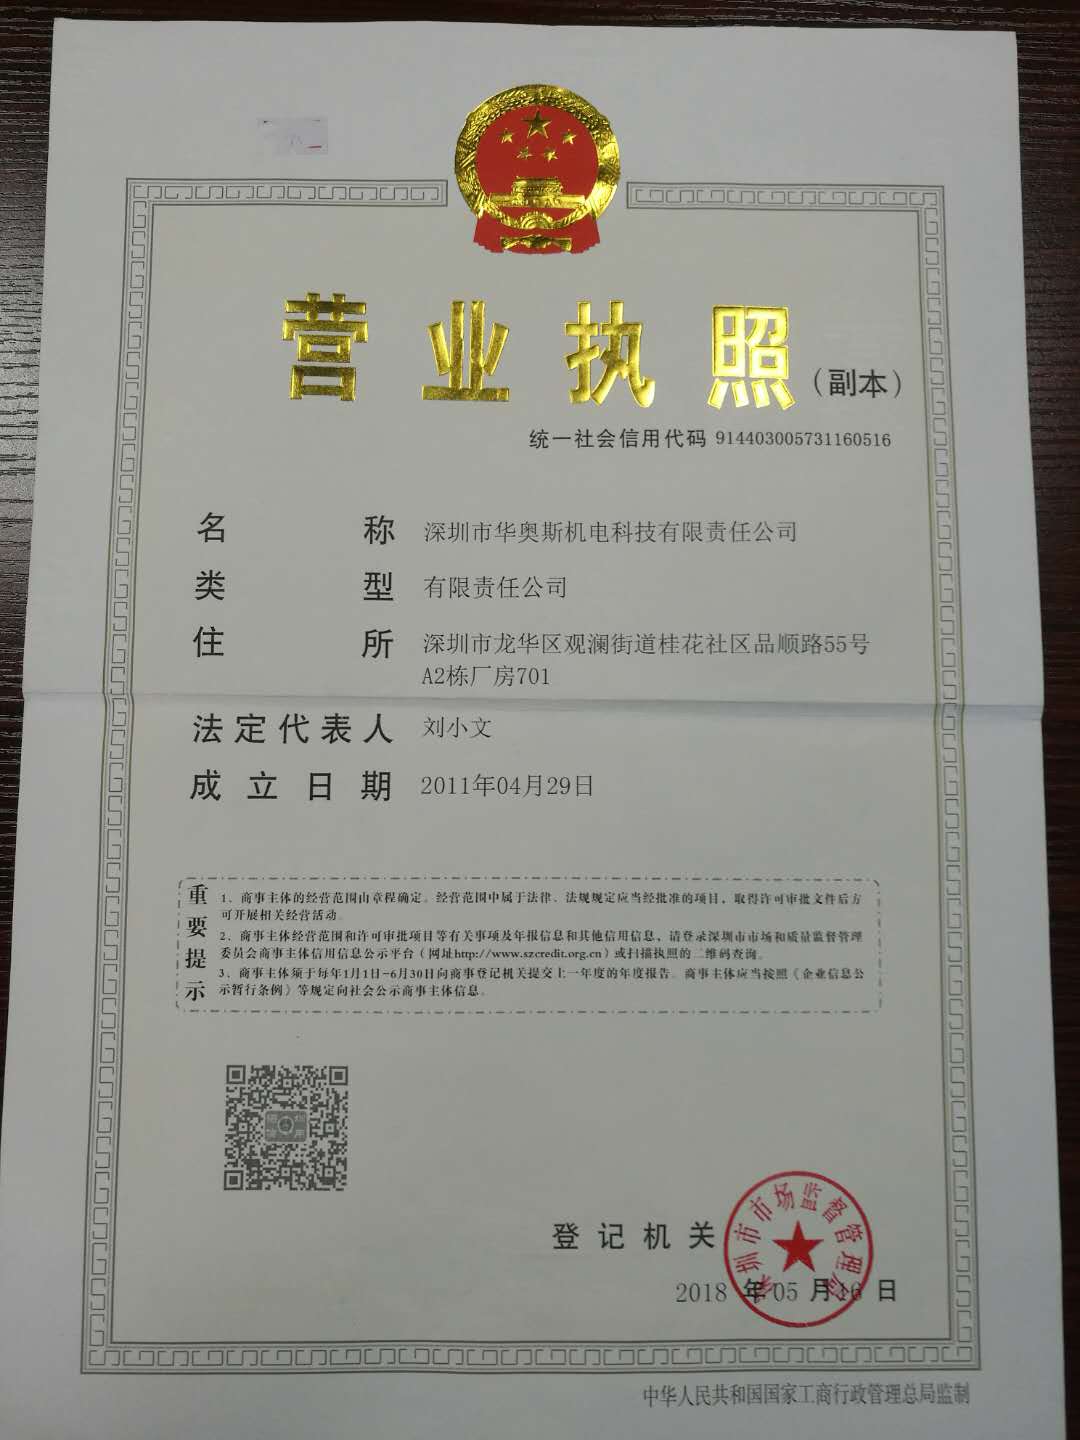 营业执照（副本）
统一社会信用代码 914403005731160516
名称 深圳市华奥斯机电科技有限责任公司
类型 有限责任公司
住所 深圳市龙华区观澜街道桂花社区品顺路55号
A2栋厂房701
法定代表人 刘小文
成立日期 2011年04月29日
重要提示
1、商事主体的经营范围由章程确定。经营范围中属于法律、法规规定应当经批准的项目，取得许可审批文件后方
可开展相关经营活动。
2、商事主体经营范围和许可审批项目等有关事项及年报信息和其他信用信息，请登录深圳市市场和质量监督管理
委员会商事主体信用信息公示平台（网址http://www.szcredit.org.cn）或扫描执照的二维码查询。
3、商事主体须于每年1月1日-6月30日向商事登记机关提交上一年度的年度报告。商事主体应当按照《企业信息公
示暂行条例》等规定向社会公示商事主体信息。
登记机关
深圳市市场监督管理局
2018 年 05 月 16 日
中华人民共和国国家工商行政管理总局监制